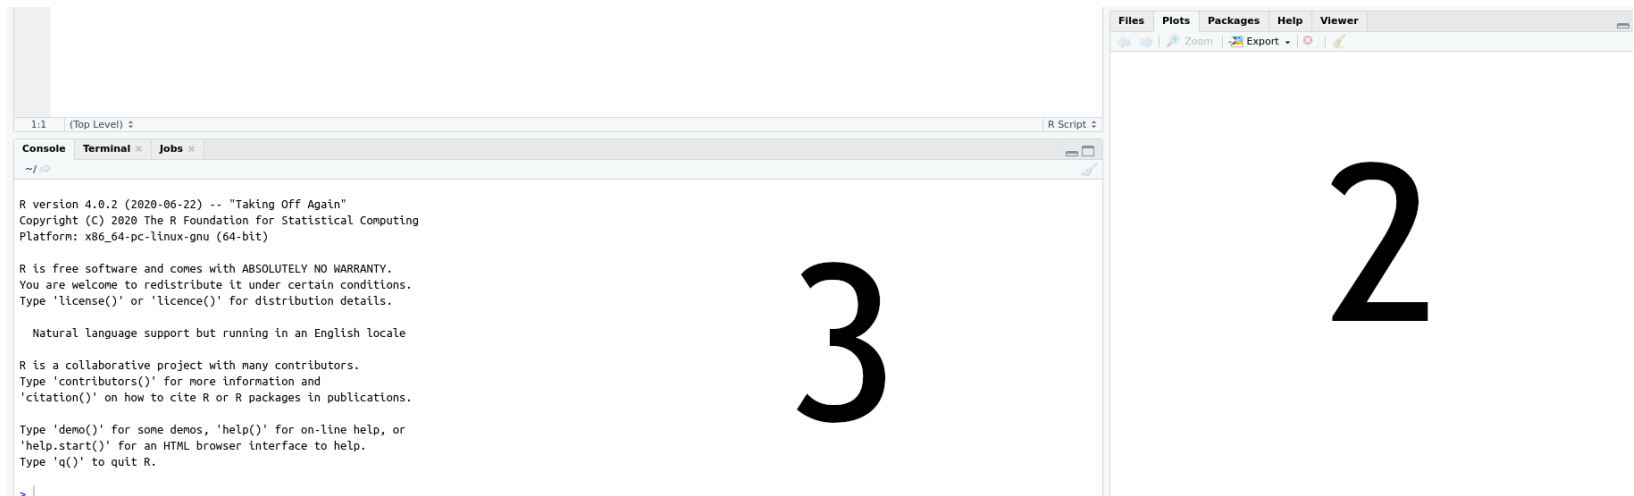 Files Plots Packages Help Viewer
Zoom Export
1:1 (Top Level) R Script
Console Terminal × Jobs ×
~/
R version 4.0.2 (2020-06-22) -- "Taking Off Again"
Copyright (C) 2020 The R Foundation for Statistical Computing
Platform: x86_64-pc-linux-gnu (64-bit)
R is free software and comes with ABSOLUTELY NO WARRANTY.
You are welcome to redistribute it under certain conditions.
Type 'license()' or 'licence()' for distribution details.
Natural language support but running in an English locale
R is a collaborative project with many contributors.
Type 'contributors()' for more information and
'citation()' on how to cite R or R packages in publications.
Type 'demo()' for some demos, 'help()' for on-line help, or
'help.start()' for an HTML browser interface to help.
Type 'q()' to quit R.
>
3
2